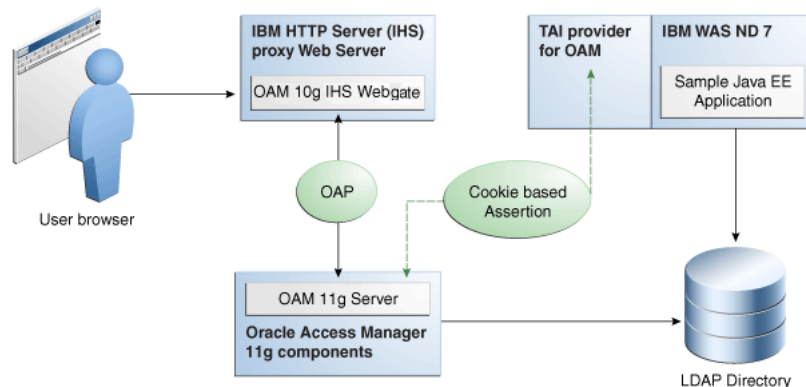 IBM HTTP Server (IHS)
proxy Web Server
OAM 10g IHS Webgate
TAI provider
for OAM
IBM WAS ND 7
Sample Java EE
Application
User browser
OAP
Cookie based
Assertion
OAM 11g Server
Oracle Access Manager
11g components
LDAP Directory